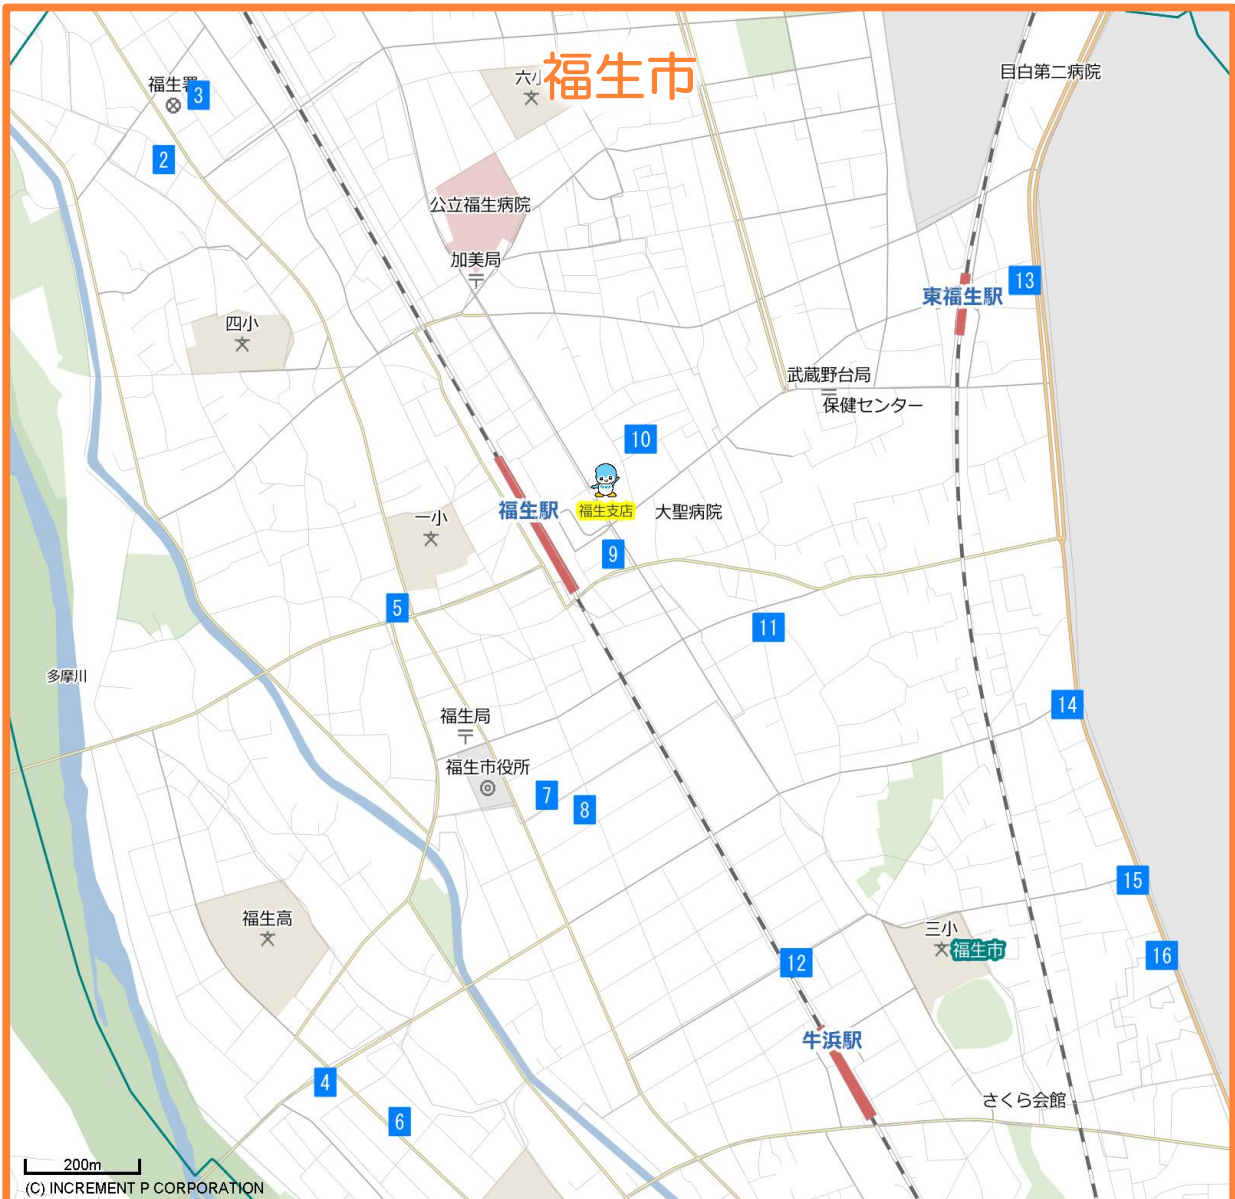 福生市
六小
目白第二病院
福生署
3
2
公立福生病院
加美局
13
東福生駅
四小
武蔵野台局
保健センター
10
福生駅
福生支店
大聖病院
一小
9
5
11
多摩川
14
福生局
福生市役所
7
8
15
福生高
三小
福生市
16
12
牛浜駅
4
さくら会館
6
200m
(C) INCREMENT P CORPORATION